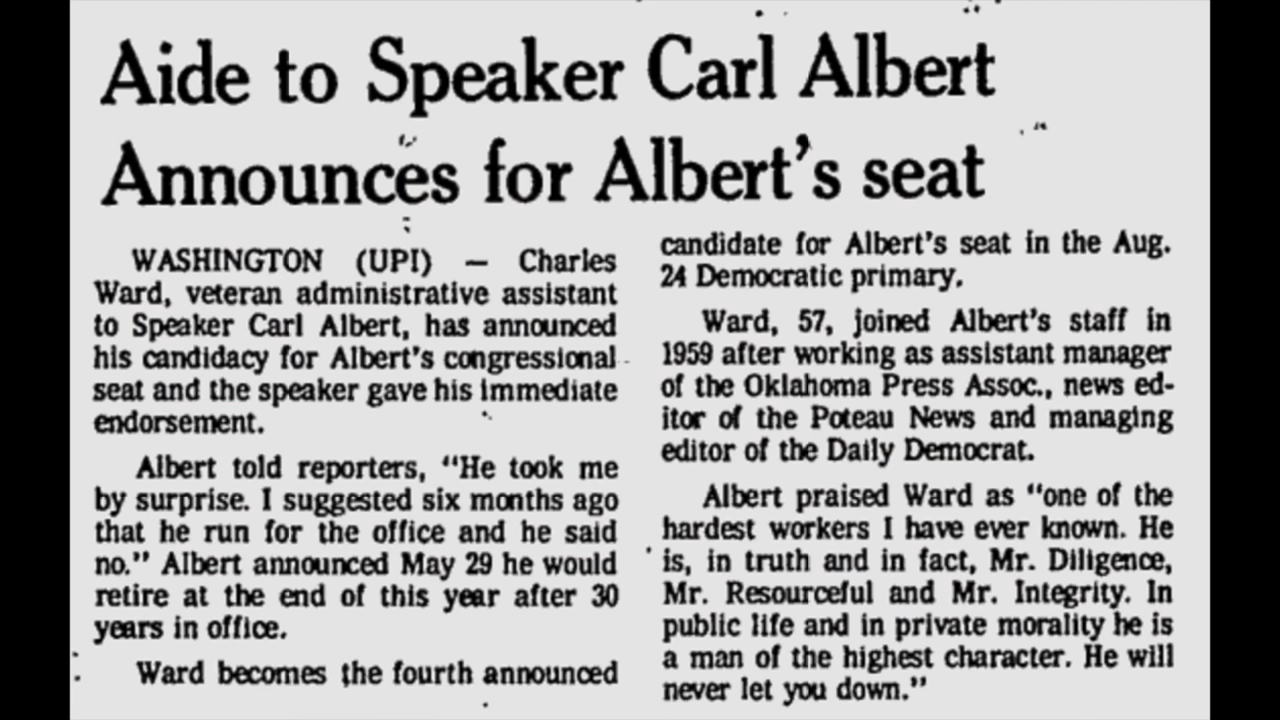 Aide to Speaker Carl Albert
Announces for Albert's seat
WASHINGTON (UPI) — Charles
Ward, veteran administrative assistant
to Speaker Carl Albert, has announced
his candidacy for Albert's congressional
seat and the speaker gave his immediate
endorsement.
Albert told reporters, "He took me
by surprise. I suggested six months ago
that he run for the office and he said
no." Albert announced May 29 he would
retire at the end of this year after 30
years in office.
Ward becomes the fourth announced
candidate for Albert's seat in the Aug.
24 Democratic primary.
Ward, 57, joined Albert's staff in
1959 after working as assistant manager
of the Oklahoma Press Assoc., news ed-
itor of the Poteau News and managing
editor of the Daily Democrat.
Albert praised Ward as "one of the
hardest workers I have ever known. He
is, in truth and in fact, Mr. Diligence,
Mr. Resourceful and Mr. Integrity. In
public life and in private morality he is
a man of the highest character. He will
never let you down."